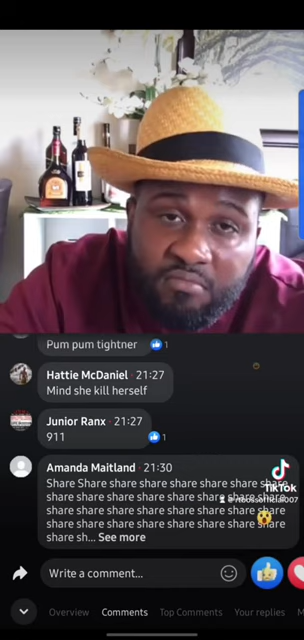 Pum pum tightner
1
Hattie McDaniel · 21:27
Mind she kill herself
Junior Ranx · 21:27
911
1
Amanda Maitland · 21:30
Share Share share share share share share share
share share share share share share share share
share share share share share share share share
share share share share share share share share
share sh... See more
TikTok
Write a comment...
Overview
Comments
Top Comments
Your replies